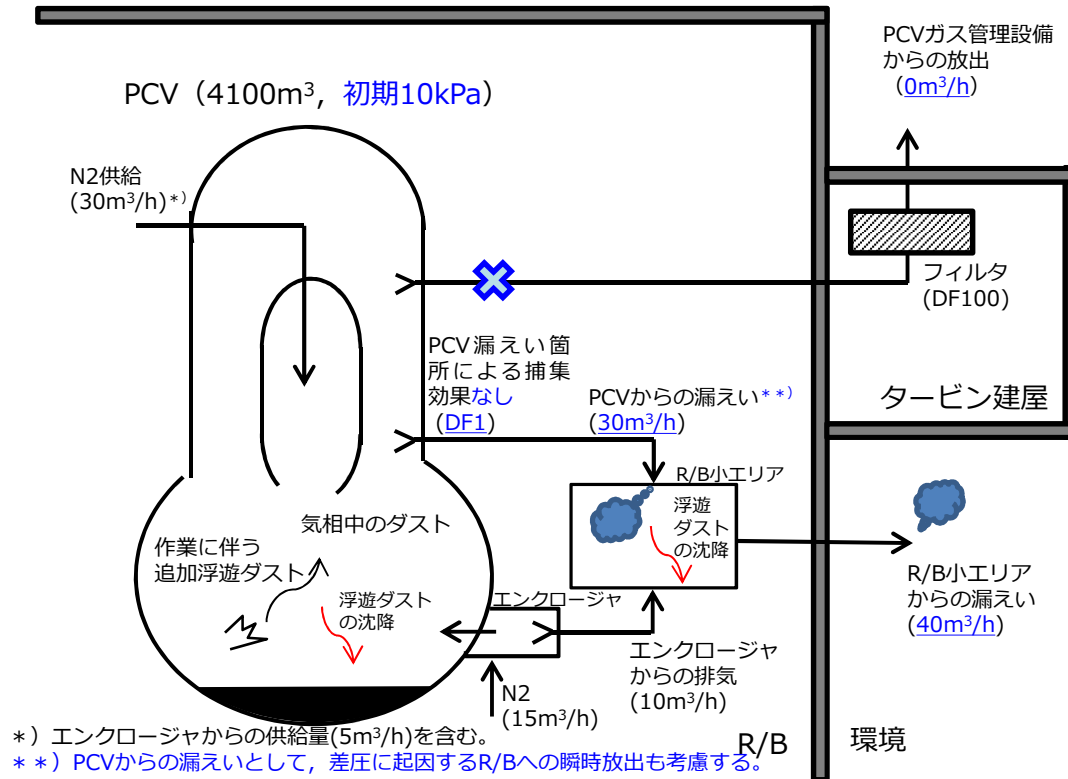 PCVガス管理設備
からの放出
(0m³/h)
PCV（4100m³，初期10kPa）
N2供給
(30m³/h)*）
フィルタ
(DF100)
PCV漏えい箇
所による捕集
効果なし
(DF1)
PCVからの漏えい**）
(30m³/h)
タービン建屋
R/B小エリア
浮遊
ダスト
の沈降
気相中のダスト
作業に伴う
追加浮遊ダスト
浮遊ダスト
の沈降
エンクロージャ
R/B小エリア
からの漏えい
(40m³/h)
エンクロージャ
からの排気
(10m³/h)
N2
(15m³/h)
*）エンクロージャからの供給量(5m³/h)を含む。
R/B
環境
**）PCVからの漏えいとして，差圧に起因するR/Bへの瞬時放出も考慮する。